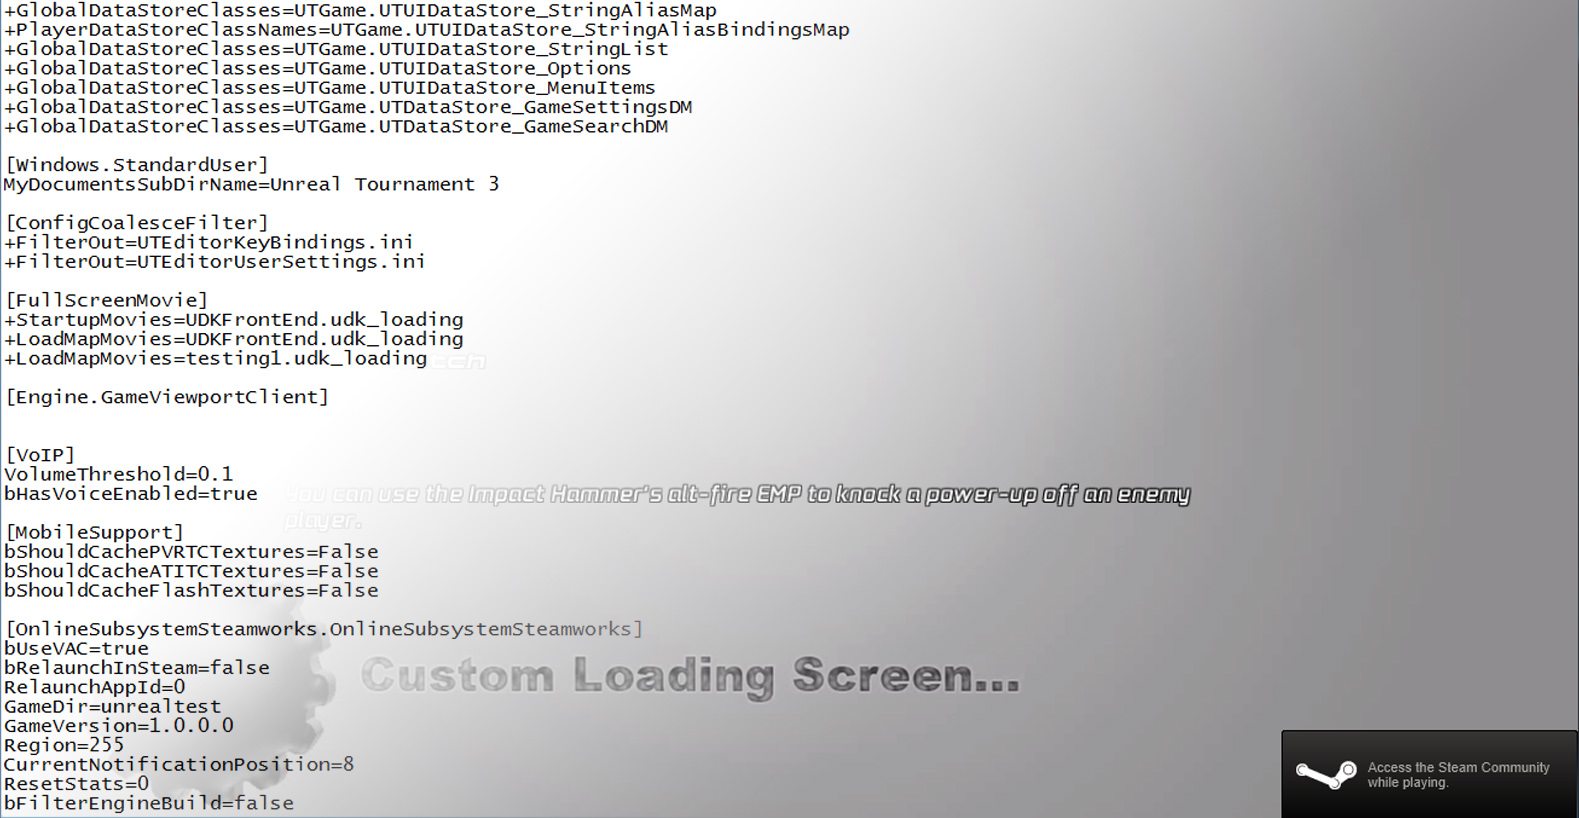 +GlobalDataStoreClasses=UTGame.UTUIDataStore_StringAliasMap
+PlayerDataStoreClassNames=UTGame.UTUIDataStore_StringAliasBindingsMap
+GlobalDataStoreClasses=UTGame.UTUIDataStore_StringList
+GlobalDataStoreClasses=UTGame.UTUIDataStore_Options
+GlobalDataStoreClasses=UTGame.UTUIDataStore_MenuItems
+GlobalDataStoreClasses=UTGame.UTDataStore_GameSettingsDM
+GlobalDataStoreClasses=UTGame.UTDataStore_GameSearchDM
[Windows.StandardUser]
MyDocumentsSubDirName=Unreal Tournament 3
[ConfigCoalesceFilter]
+FilterOut=UTEditorKeyBindings.ini
+FilterOut=UTEditorUserSettings.ini
[FullScreenMovie]
+StartupMovies=UDKFrontEnd.udk_loading
+LoadMapMovies=UDKFrontEnd.udk_loading
+LoadMapMovies=testing1.udk_loading
[Engine.GameViewportClient]
[VoIP]
VolumeThreshold=0.1
bHasVoiceEnabled=true
you can use the Impact Hammer's alt-fire EMP to knock a power-up off an enemy
player.
[MobileSupport]
bShouldCachePVRTCTextures=False
bShouldCacheATITCTextures=False
bShouldCacheFlashTextures=False
[OnlineSubsystemSteamworks.OnlineSubsystemSteamworks]
bUseVAC=true
bRelaunchInSteam=false
RelaunchAppId=0
GameDir=unrealtest
GameVersion=1.0.0.0
Region=255
CurrentNotificationPosition=8
ResetStats=0
bFilterEngineBuild=false
Custom Loading Screen...
Access the Steam Community
while playing.